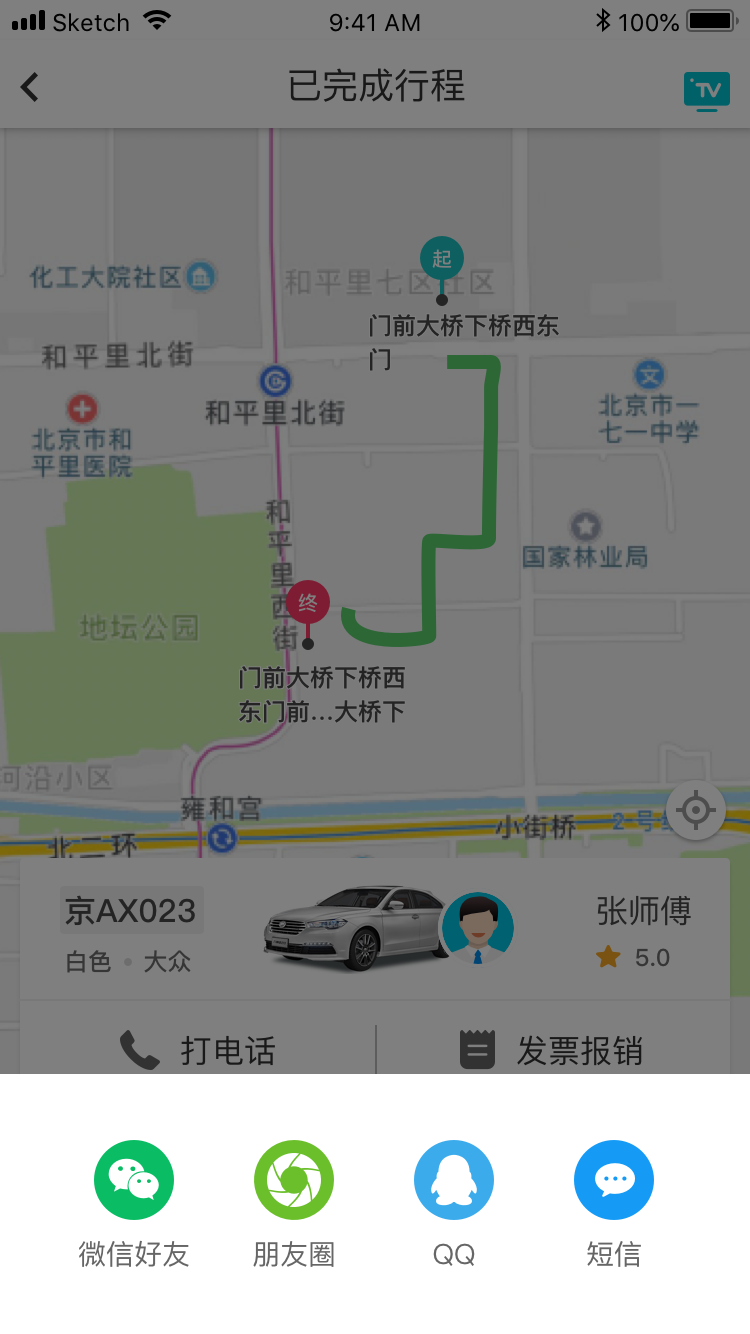 Sketch 9:41 AM 100%
已完成行程
TV
起
化工大院社区
和平里七区社区
门前大桥下桥西东
门
和平里北街
和平里北街
北京市一
七一中学
北京市和
平里医院
和平里西街
国家林业局
终
地坛公园
门前大桥下桥西
东门前...大桥下
河沿小区
雍和宫
小街桥
2号线
北二环
京AX023
张师傅
白色 • 大众
5.0
打电话
发票报销
微信好友
朋友圈
QQ
短信